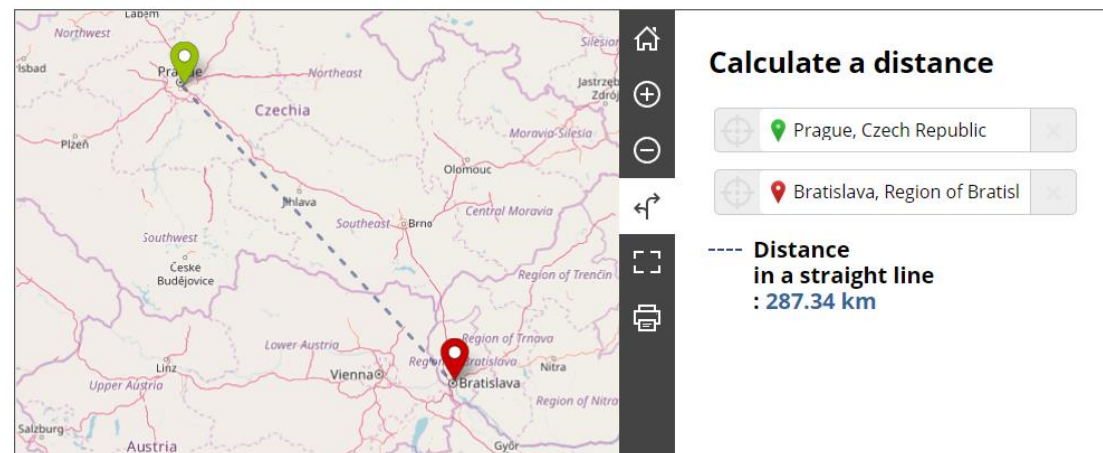 Labem
Northwest
Silesian
lsbad
Prague
Northeast
Jastrzęb
Zdrój
Czechia
Moravia-Silesia
Plzeň
Olomouc
Jihlava
Central Moravia
Southeast
Brno
Southwest
České
Budějovice
Region of Trenčín
Lower Austria
Region of Trnava
Region of Bratislava
Linz
Vienna
Nitra
Upper Austria
Bratislava
Region of Nitra
Salzburg
Austria
Győr
Calculate a distance
Prague, Czech Republic
Bratislava, Region of Bratisl
Distance
in a straight line
: 287.34 km